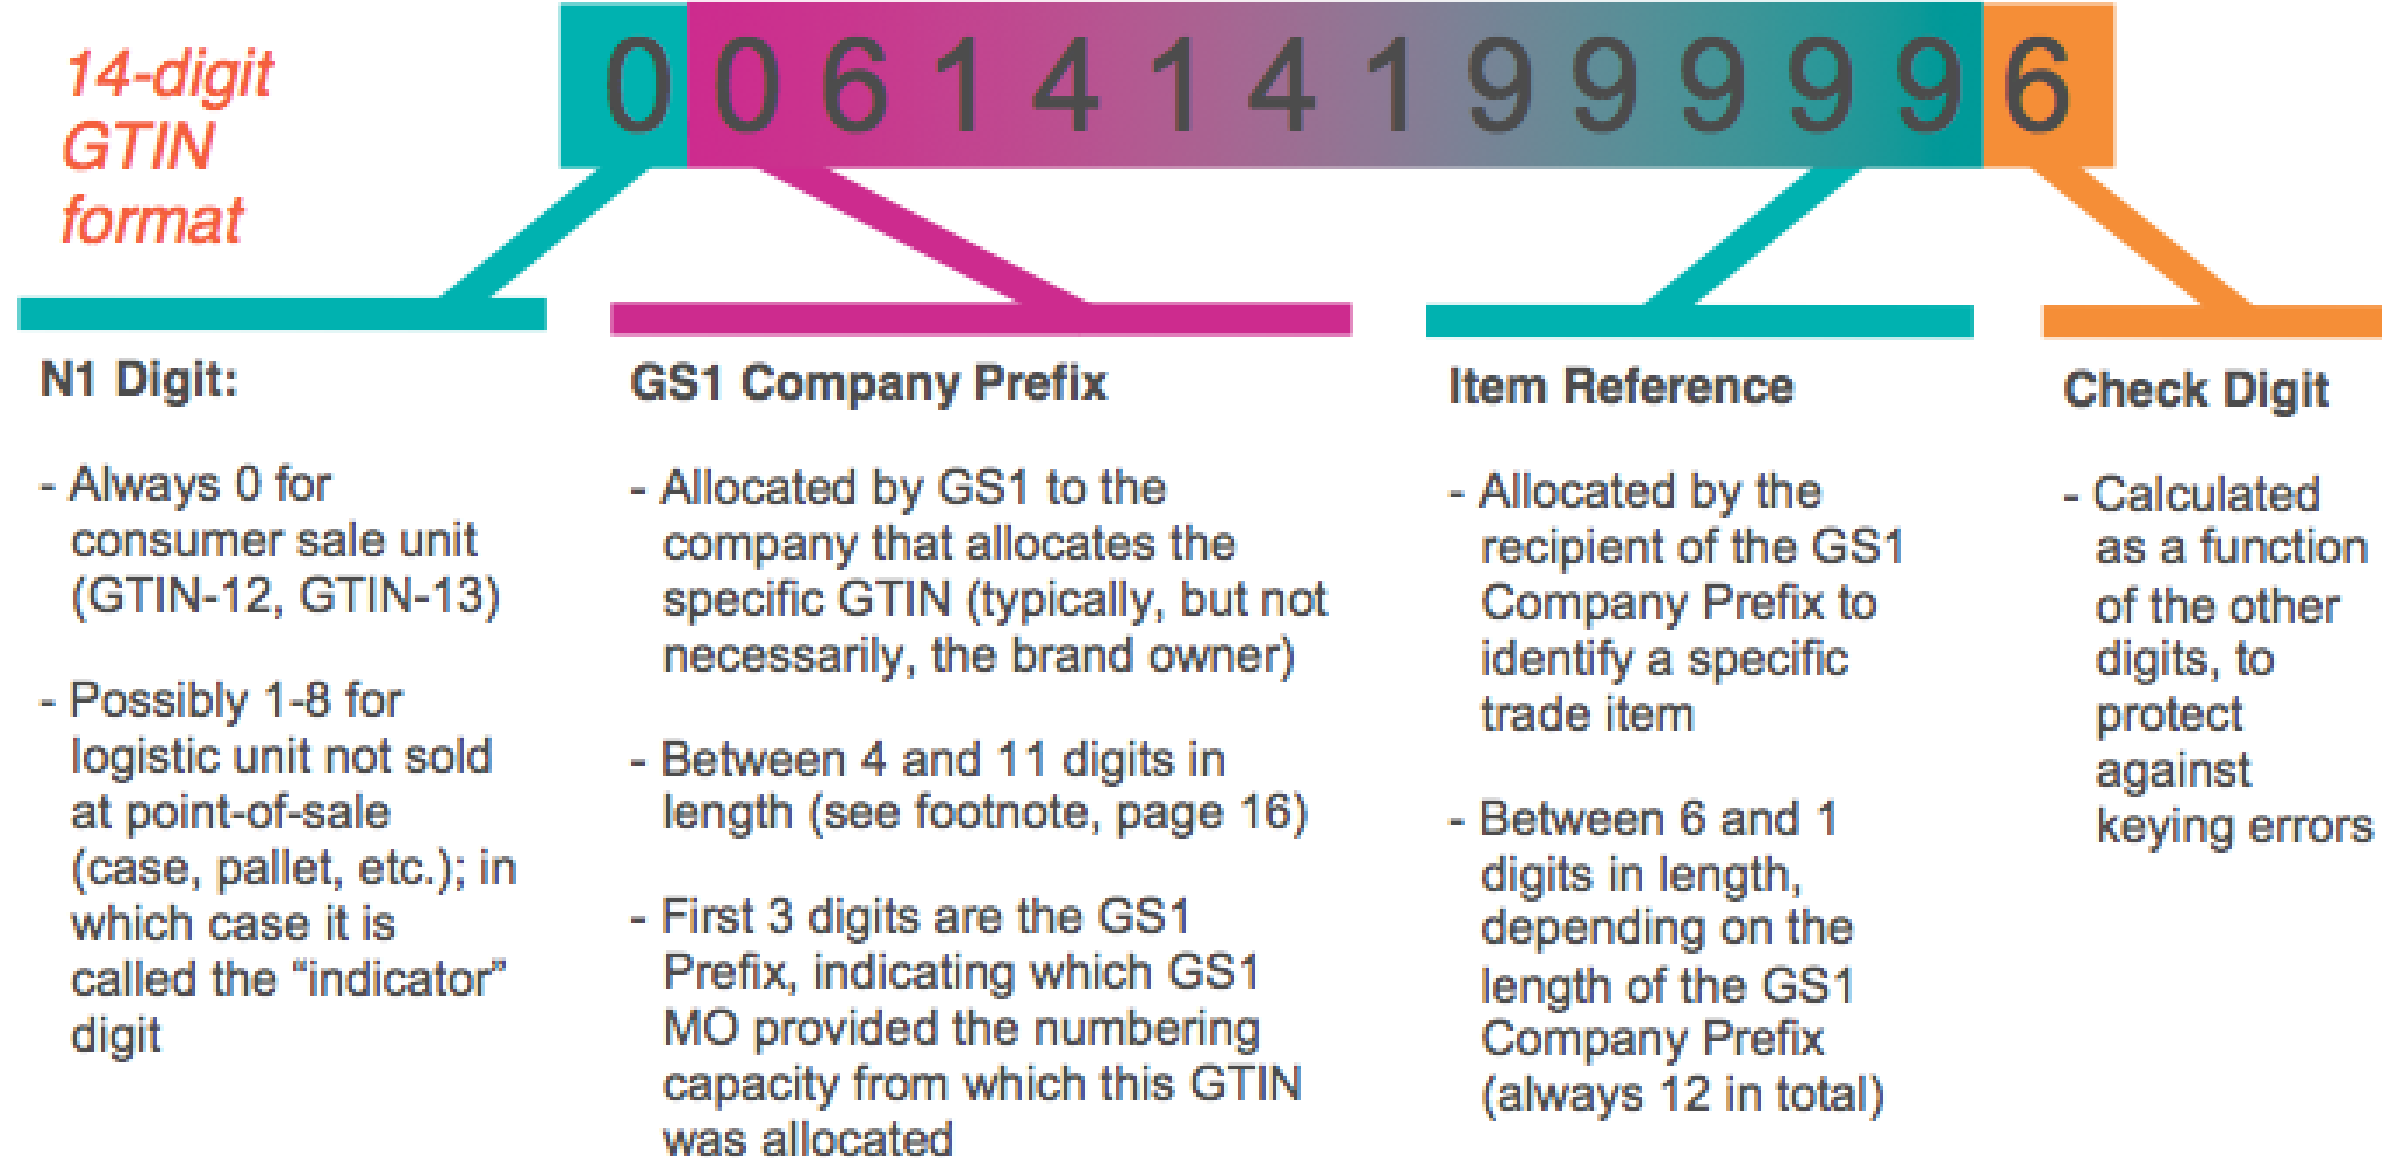 14-digit
GTIN
format
0 0 6 1 4 1 4 1 9 9 9 9 9 6
N1 Digit:
- Always 0 for
consumer sale unit
(GTIN-12, GTIN-13)
- Possibly 1-8 for
logistic unit not sold
at point-of-sale
(case, pallet, etc.); in
which case it is
called the “indicator”
digit
GS1 Company Prefix
- Allocated by GS1 to the
company that allocates the
specific GTIN (typically, but not
necessarily, the brand owner)
- Between 4 and 11 digits in
length (see footnote, page 16)
- First 3 digits are the GS1
Prefix, indicating which GS1
MO provided the numbering
capacity from which this GTIN
was allocated
Item Reference
- Allocated by the
recipient of the GS1
Company Prefix to
identify a specific
trade item
- Between 6 and 1
digits in length,
depending on the
length of the GS1
Company Prefix
(always 12 in total)
Check Digit
- Calculated
as a function
of the other
digits, to
protect
against
keying errors